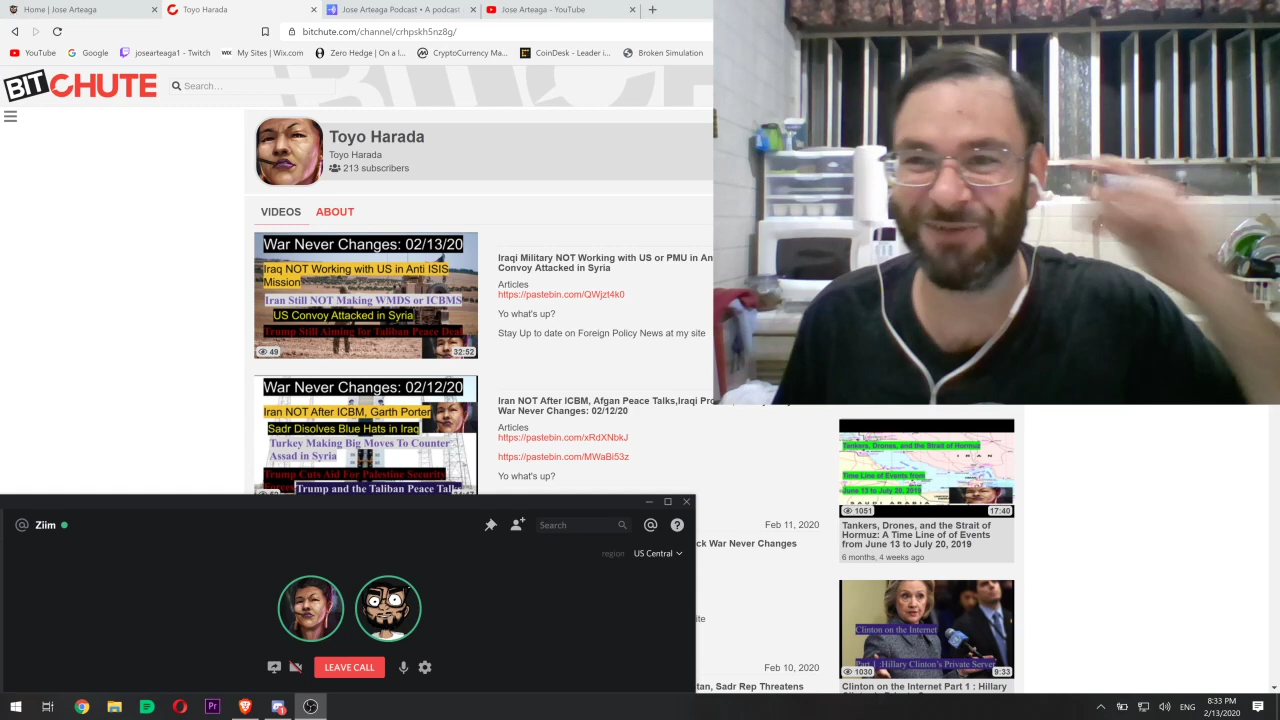 Home | Jose Arteaga
Toyo Harada
Jose Arteaga Podcast • A podcast
Jose Arteaga - YouTube
bitchute.com/channel/crhpskh5nz8g/
YouTube
Google
josearteaga1 - Twitch
WIX My Sites | Wix.com
Zero Hedge | On a l...
CryptoCurrency Ma...
CoinDesk - Leader i...
Broken Simulation
BITCHUTE
Search...
Toyo Harada
Toyo Harada
213 subscribers
VIDEOS ABOUT
War Never Changes: 02/13/20
Iraq NOT Working with US in Anti ISIS
Mission
Iran Still NOT Making WMDS or ICBMS
US Convoy Attacked in Syria
Trump Still Aiming for Taliban Peace Deal
49
32:52
Iraqi Military NOT Working with US or PMU in An
Convoy Attacked in Syria
Articles
https://pastebin.com/QWjzt4k0
Yo what's up?
Stay Up to date on Foreign Policy News at my site
War Never Changes: 02/12/20
Iran NOT After ICBM, Garth Porter
Sadr Disolves Blue Hats in Iraq
Turkey Making Big Moves To Counter
Assad in Syria
Trump Cuts Aid For Palestine Security
Trump and the Taliban Peace Tal
Iran NOT After ICBM, Afgan Peace Talks,Iraqi Pro
War Never Changes: 02/12/20
Articles
https://pastebin.com/xRdXNbkJ
https://pastebin.com/MWaBi53z
Yo what's up?
Tankers, Drones, and the Strait of Hormuz
IRAN
Time Line of Events from
June 13 to July 20, 2019
SAUDI ARABIA
1051
17:40
Tankers, Drones, and the Strait of
Hormuz: A Time Line of of Events
from June 13 to July 20, 2019
6 months, 4 weeks ago
Feb 11, 2020
ck War Never Changes
ite
Feb 10, 2020
tan, Sadr Rep Threatens
Clinton on the Internet
Part 1 :Hillary Clinton's Private Server
1030
9:33
Clinton on the Internet Part 1 : Hillary
@ Ziim
Search
region US Central
LEAVE CALL
ENG
8:33 PM
2/13/2020